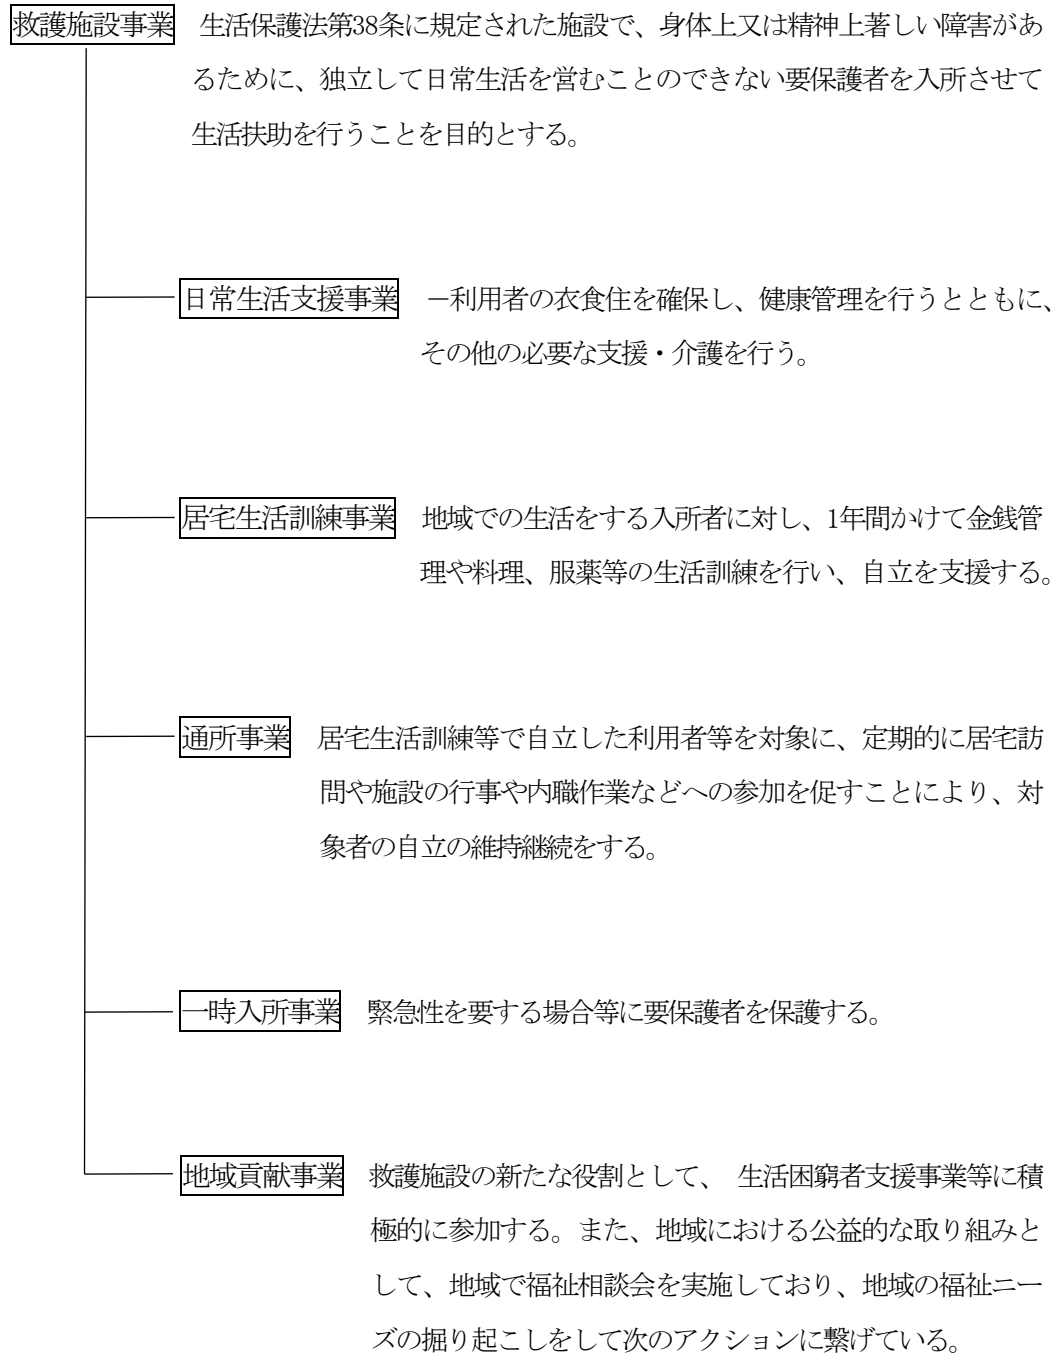 救護施設事業　生活保護法第38条に規定された施設で、身体上又は精神上著しい障害があ
るために、独立して日常生活を営むことのできない要保護者を入所させて
生活扶助を行うことを目的とする。
日常生活支援事業　－利用者の衣食住を確保し、健康管理を行うとともに、
その他の必要な支援・介護を行う。
居宅生活訓練事業　地域での生活をする入所者に対し、1年間かけて金銭管
理や料理、服薬等の生活訓練を行い、自立を支援する。
通所事業　居宅生活訓練等で自立した利用者等を対象に、定期的に居宅訪
問や施設の行事や内職作業などへの参加を促すことにより、対
象者の自立の維持継続をする。
一時入所事業　緊急性を要する場合等に要保護者を保護する。
地域貢献事業　救護施設の新たな役割として、　生活困窮者支援事業等に積
極的に参加する。また、地域における公益的な取り組みと
して、地域で福祉相談会を実施しており、地域の福祉ニー
ズの掘り起こしをして次のアクションに繋げている。